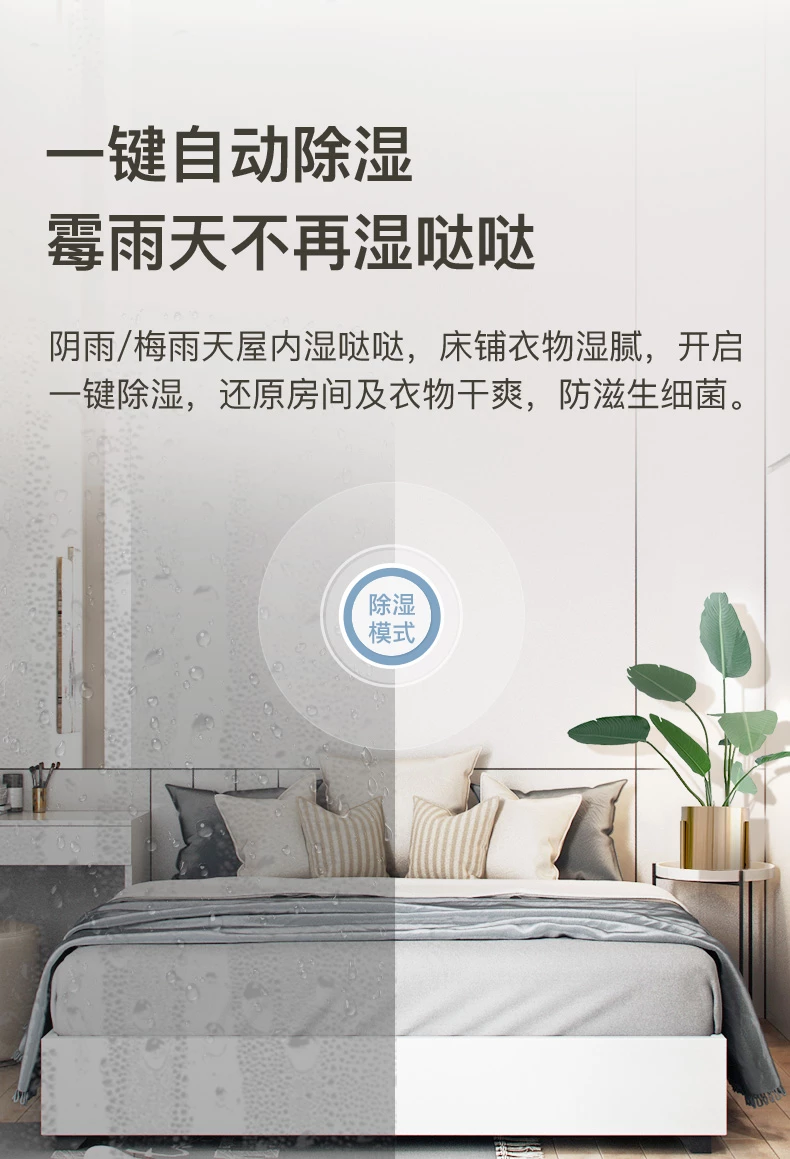 一键自动除湿
霉雨天不再湿哒哒
阴雨/梅雨天屋内湿哒哒，床铺衣物湿腻，开启
一键除湿，还原房间及衣物干爽，防滋生细菌。
除湿
模式